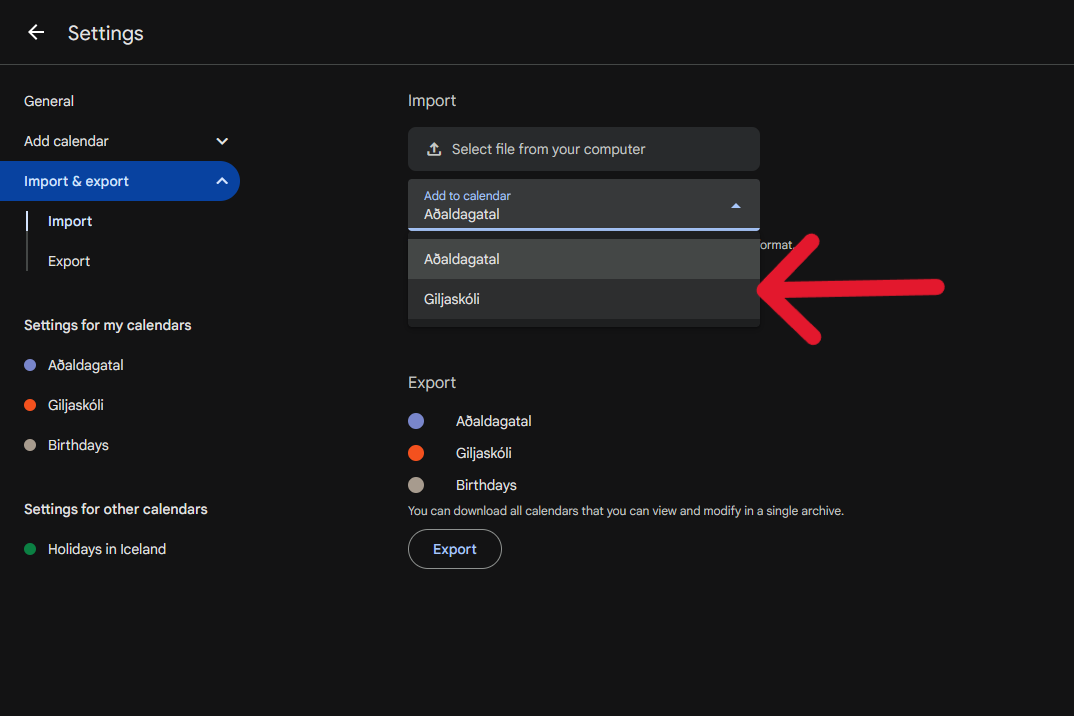 Settings
General
Add calendar
Import & export
Import
Export
Settings for my calendars
Aðaldagatal
Giljaskóli
Birthdays
Settings for other calendars
Holidays in Iceland
Import
Select file from your computer
Add to calendar
Aðaldagatal
Aðaldagatal
Giljaskóli
Export
Aðaldagatal
Giljaskóli
Birthdays
You can download all calendars that you can view and modify in a single archive.
Export